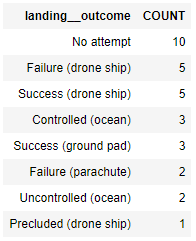 landing__outcome COUNT
No attempt 10
Failure (drone ship) 5
Success (drone ship) 5
Controlled (ocean) 3
Success (ground pad) 3
Failure (parachute) 2
Uncontrolled (ocean) 2
Precluded (drone ship) 1